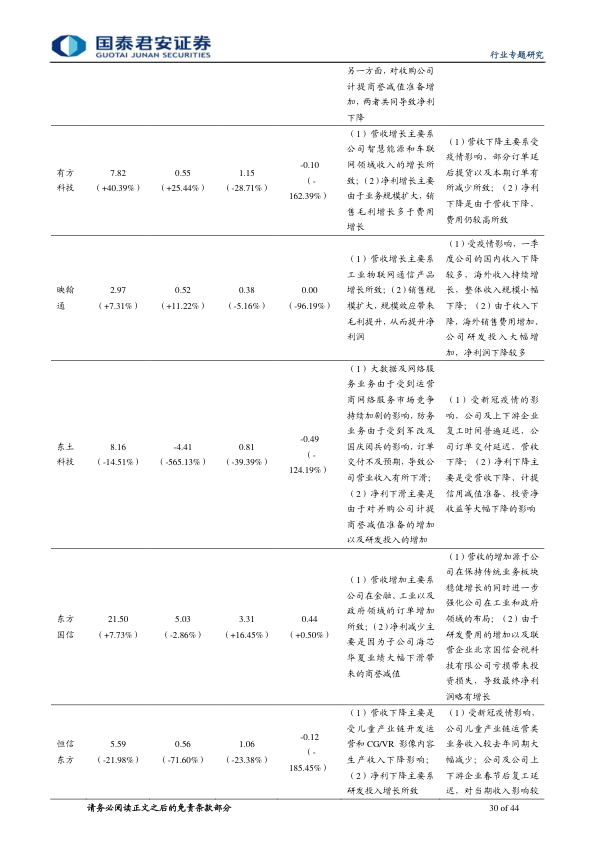 国泰君安证券
GUOTAI JUNAN SECURITIES
行业专题研究
另一方面,对收购公司
计提商誉减值准备增
加,两者共同导致净利
下降
有方
科技
7.82
(+40.39%)
0.55
(+25.44%)
1.15
(-28.71%)
-0.10
(-
162.39%)
(1)营收增长主要系
公司智慧能源和车联
网领域收入的增长所
致;(2)净利增长主要
由于业务规模扩大,销
售毛利增长多于费用
增长
(1)营收下降主要系受
疫情影响,部分订单延
后提货以及本期订单有
所减少所致;(2)净利
下降是由于营收下降,
费用仍较高所致
映翰
通
2.97
(+7.31%)
0.52
(+11.22%)
0.38
(-5.16%)
0.00
(-96.19%)
(1)营收增长主要系
工业物联网通信产品
增长所致;(2)销售规
模扩大,规模效应带来
毛利提升,从而提升净
利润
(1)受疫情影响,一季
度公司的国内收入下降
较多,海外收入持续增
长,整体收入规模小幅
下降;(2)由于收入下
降,海外销售费用增加,
公司研发投入大幅增
加,净利润下降较多
东土
科技
8.16
(-14.51%)
-4.41
(-565.13%)
0.81
(-39.39%)
-0.49
(-
124.19%)
(1)大数据及网络服
务业务由于受到运营
商网络服务市场竞争
持续加剧的影响,防务
业务由于受到军改及
国庆阅兵的影响,订单
交付不及预期,导致公
司营业收入有所下滑;
(2)净利下滑主要是
由于对并购公司计提
商誉减值准备的增加
以及研发投入的增加
(1)受新冠疫情的影
响,公司及上下游企业
复工时间普遍延迟,公
司订单交付延迟,营收
下降;(2)净利下降主
要是受营收下降、计提
信用减值准备、投资净
收益等大幅下降的影响
东方
国信
21.50
(+7.73%)
5.03
(-2.86%)
3.31
(+16.45%)
0.44
(+0.50%)
(1)营收增加主要系
公司在金融、工业以及
政府领域的订单增加
所致;(2)净利减少主
要是因为子公司海芯
华夏业绩大幅下滑带
来的商誉减值
(1)营收的增加源于公
司在保持传统业务板块
稳健增长的同时进一步
强化公司在工业和政府
领域的布局;(2)由于
研发费用的增加以及联
营企业北京国信会视科
技有限公司亏损带来投
资损失,导致最终净利
润略有增长
恒信
东方
5.59
(-21.98%)
0.56
(-71.60%)
1.06
(-23.38%)
-0.12
(-
185.45%)
(1)营收下降主要是
受儿童产业链开发运
营和 CG/VR 影像内容
生产收入下降影响;
(2)净利下降主要系
研发投入增长所致
(1)受新冠疫情影响,
公司儿童产业链运营类
业务收入较去年同期大
幅减少;公司及公司上
下游企业春节后复工延
迟,对当期收入影响较
请务必阅读正文之后的免责条款部分
30 of 44